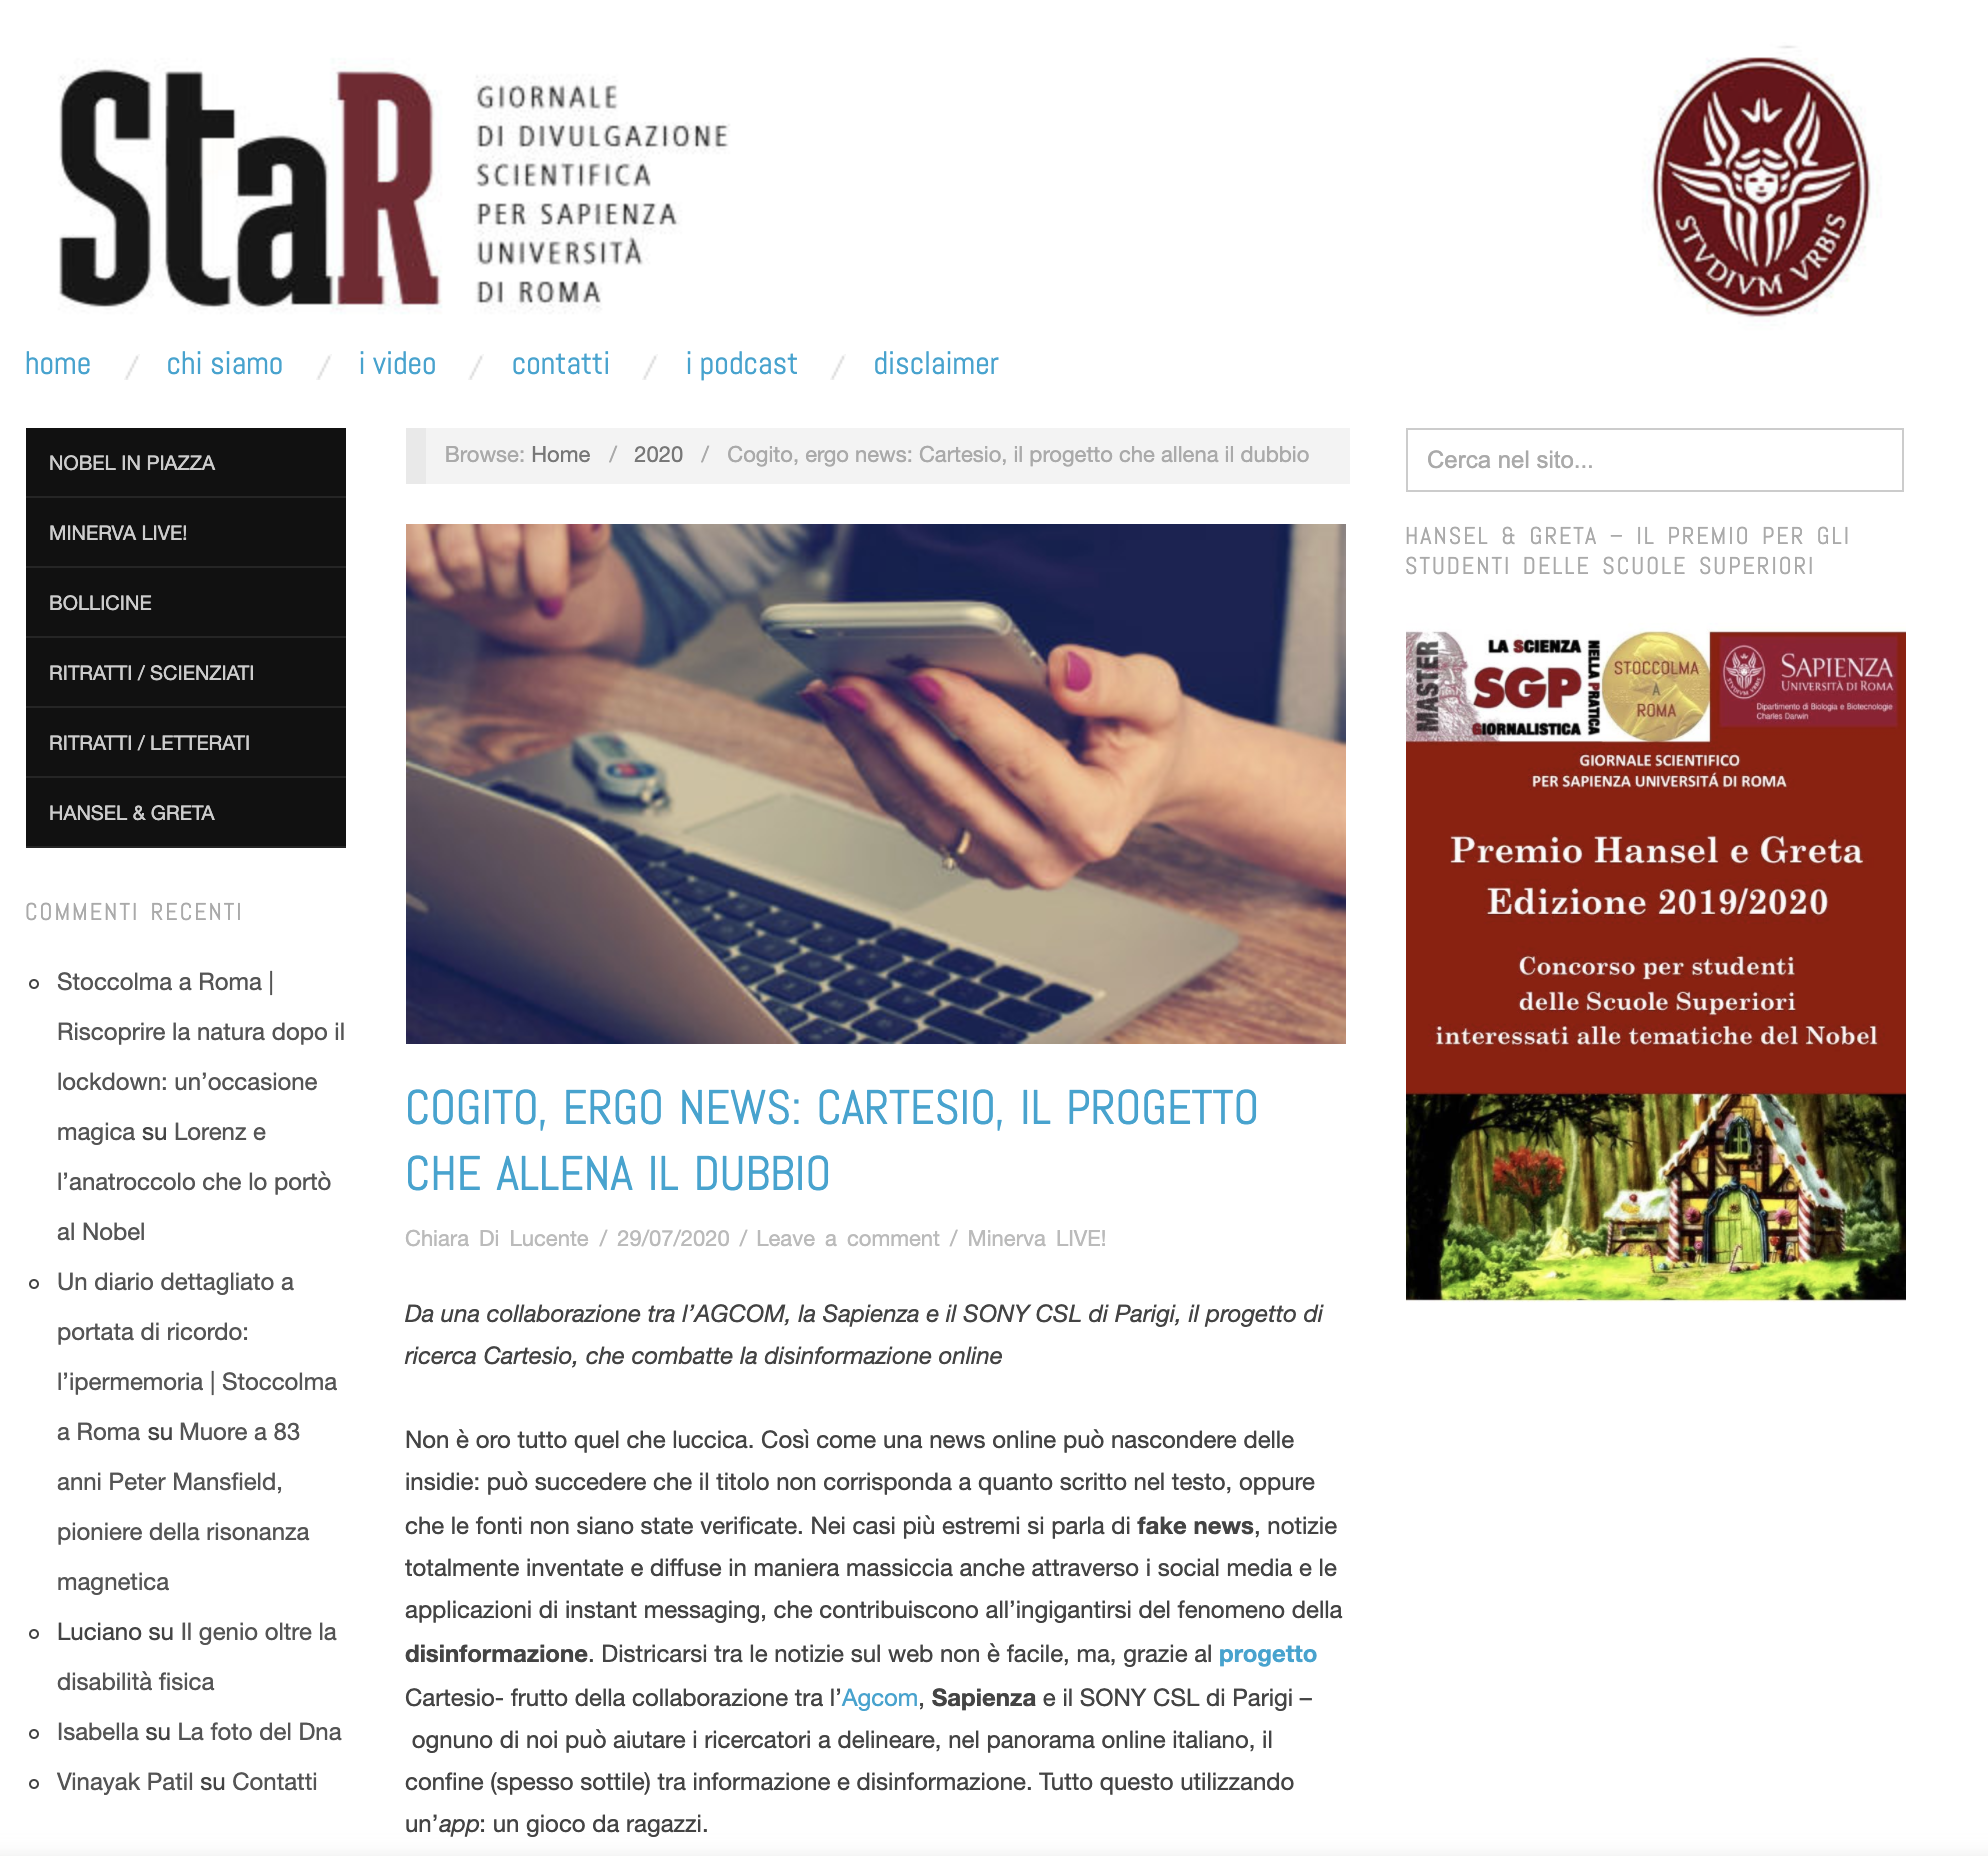 StaR
GIORNALE
DI DIVULGAZIONE
SCIENTIFICA
PER SAPIENZA
UNIVERSITÀ
DI ROMA
STVDIVM VRBIS
home / chi siamo / i video / contatti / i podcast / disclaimer
NOBEL IN PIAZZA
MINERVA LIVE!
BOLLICINE
RITRATTI / SCIENZIATI
RITRATTI / LETTERATI
HANSEL & GRETA
COMMENTI RECENTI
Stoccolma a Roma |
Riscoprire la natura dopo il
lockdown: un’occasione
magica su Lorenz e
l’anatroccolo che lo portò
al Nobel
Un diario dettagliato a
portata di ricordo:
l’ipermemoria | Stoccolma
a Roma su Muore a 83
anni Peter Mansfield,
pioniere della risonanza
magnetica
Luciano su Il genio oltre la
disabilità fisica
Isabella su La foto del Dna
Vinayak Patil su Contatti
Browse: Home / 2020 / Cogito, ergo news: Cartesio, il progetto che allena il dubbio
COGITO, ERGO NEWS: CARTESIO, IL PROGETTO
CHE ALLENA IL DUBBIO
Chiara Di Lucente / 29/07/2020 / Leave a comment / Minerva LIVE!
Da una collaborazione tra l’AGCOM, la Sapienza e il SONY CSL di Parigi, il progetto di
ricerca Cartesio, che combatte la disinformazione online
Non è oro tutto quel che luccica. Così come una news online può nascondere delle
insidie: può succedere che il titolo non corrisponda a quanto scritto nel testo, oppure
che le fonti non siano state verificate. Nei casi più estremi si parla di fake news, notizie
totalmente inventate e diffuse in maniera massiccia anche attraverso i social media e le
applicazioni di instant messaging, che contribuiscono all’ingigantirsi del fenomeno della
disinformazione. Districarsi tra le notizie sul web non è facile, ma, grazie al progetto
Cartesio- frutto della collaborazione tra l’Agcom, Sapienza e il SONY CSL di Parigi –
ognuno di noi può aiutare i ricercatori a delineare, nel panorama online italiano, il
confine (spesso sottile) tra informazione e disinformazione. Tutto questo utilizzando
un’app: un gioco da ragazzi.
Cerca nel sito...
HANSEL & GRETA – IL PREMIO PER GLI
STUDENTI DELLE SCUOLE SUPERIORI
MASTER
LA SCIENZA
SGP
GIORNALISTICA
NELLA PRATICA
STOCCOLMA
A
ROMA
SAPIENZA
UNIVERSITÀ DI ROMA
Dipartimento di Biologia e Biotecnologie
Charles Darwin
GIORNALE SCIENTIFICO
PER SAPIENZA UNIVERSITÁ DI ROMA
Premio Hansel e Greta
Edizione 2019/2020
Concorso per studenti
delle Scuole Superiori
interessati alle tematiche del Nobel